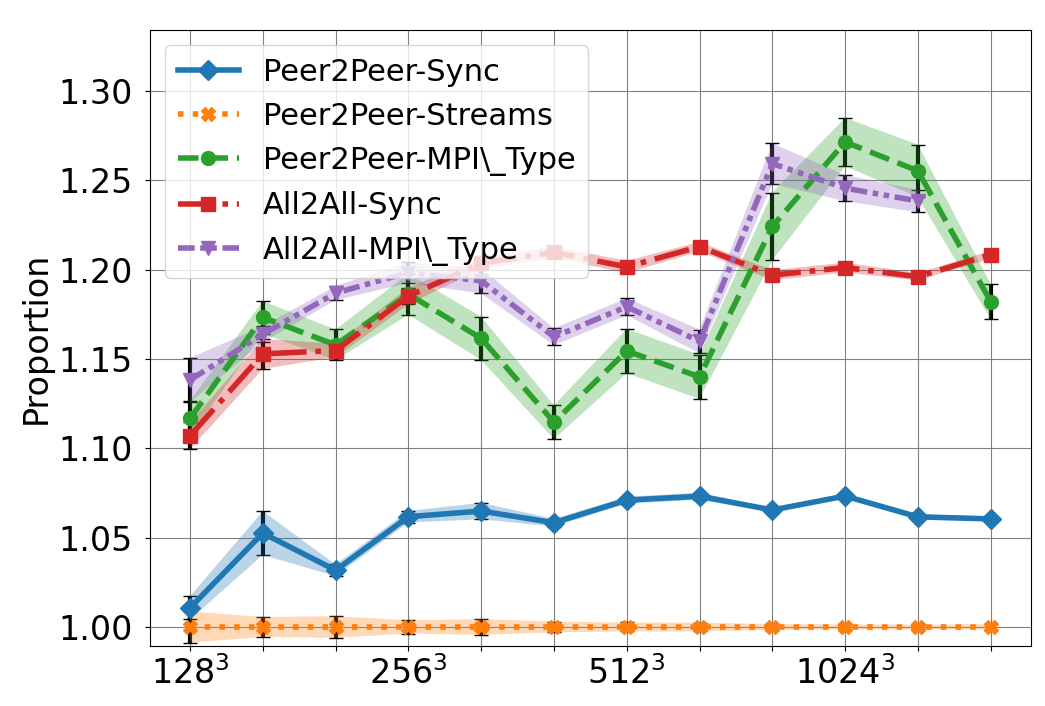 Peer2Peer-Sync
Peer2Peer-Streams
Peer2Peer-MPI\_Type
All2All-Sync
All2All-MPI\_Type
Proportion
1.30
1.25
1.20
1.15
1.10
1.05
1.00
128³
256³
512³
1024³